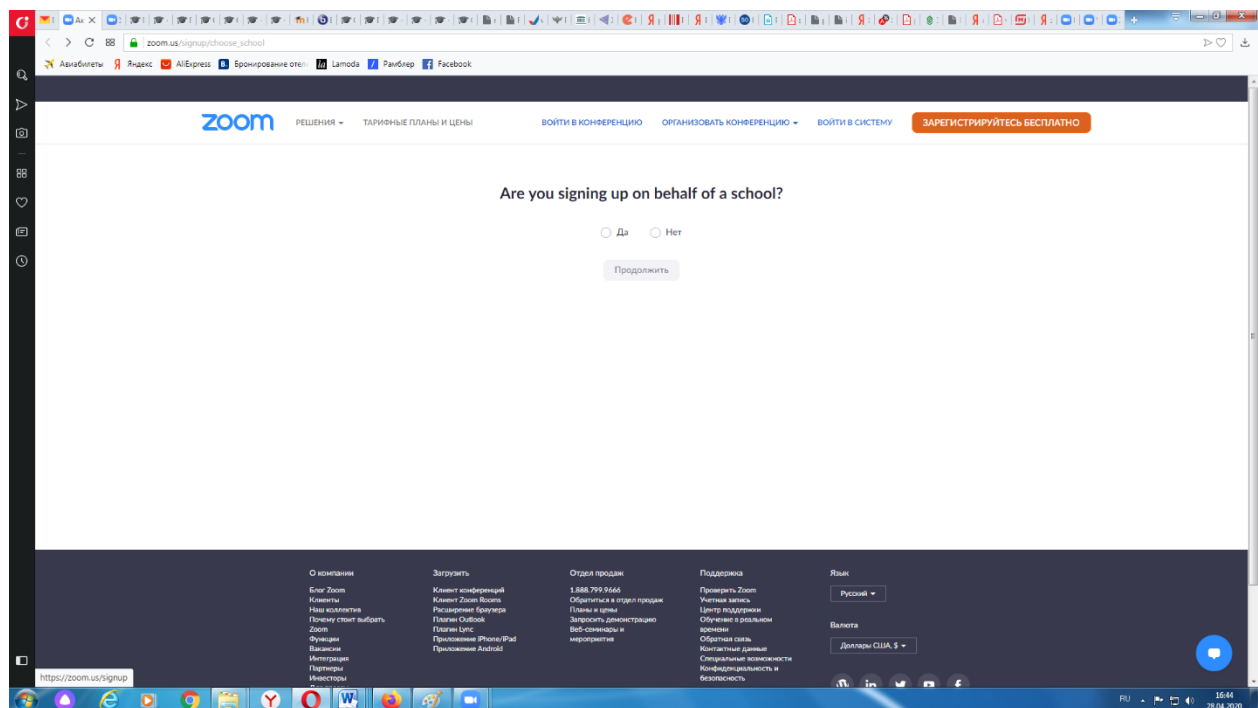 zoom.us/signup/choose_school
Авиабилеты Яндекс AliExpress Бронирование отел Lamoda Рамблер Facebook
zoom РЕШЕНИЯ ТАРИФНЫЕ ПЛАНЫ И ЦЕНЫ ВОЙТИ В КОНФЕРЕНЦИЮ ОРГАНИЗОВАТЬ КОНФЕРЕНЦИЮ ВОЙТИ В СИСТЕМУ ЗАРЕГИСТРИРУЙТЕСЬ БЕСПЛАТНО
Are you signing up on behalf of a school?
Да Нет
Продолжить
О компании
Блог Zoom
Клиенты
Наш коллектив
Почему стоит выбрать
Zoom
Функции
Вакансии
Интеграция
Партнеры
Инвесторы
Загрузить
Клиент конференций
Клиент Zoom Rooms
Расширение браузера
Плагин Outlook
Плагин Lync
Приложение iPhone/iPad
Приложение Android
Отдел продаж
1.888.799.9666
Обратиться в отдел продаж
Планы и цены
Запросить демонстрацию
Веб-семинары и
мероприятия
Поддержка
Проверить Zoom
Учетная запись
Центр поддержки
Обучение в реальном
времени
Обратная связь
Контактные данные
Специальные возможности
Конфиденциальность и
безопасность
Язык
Русский
Валюта
Доллары США, $
https://zoom.us/signup
RU 16:44
28.04.2020